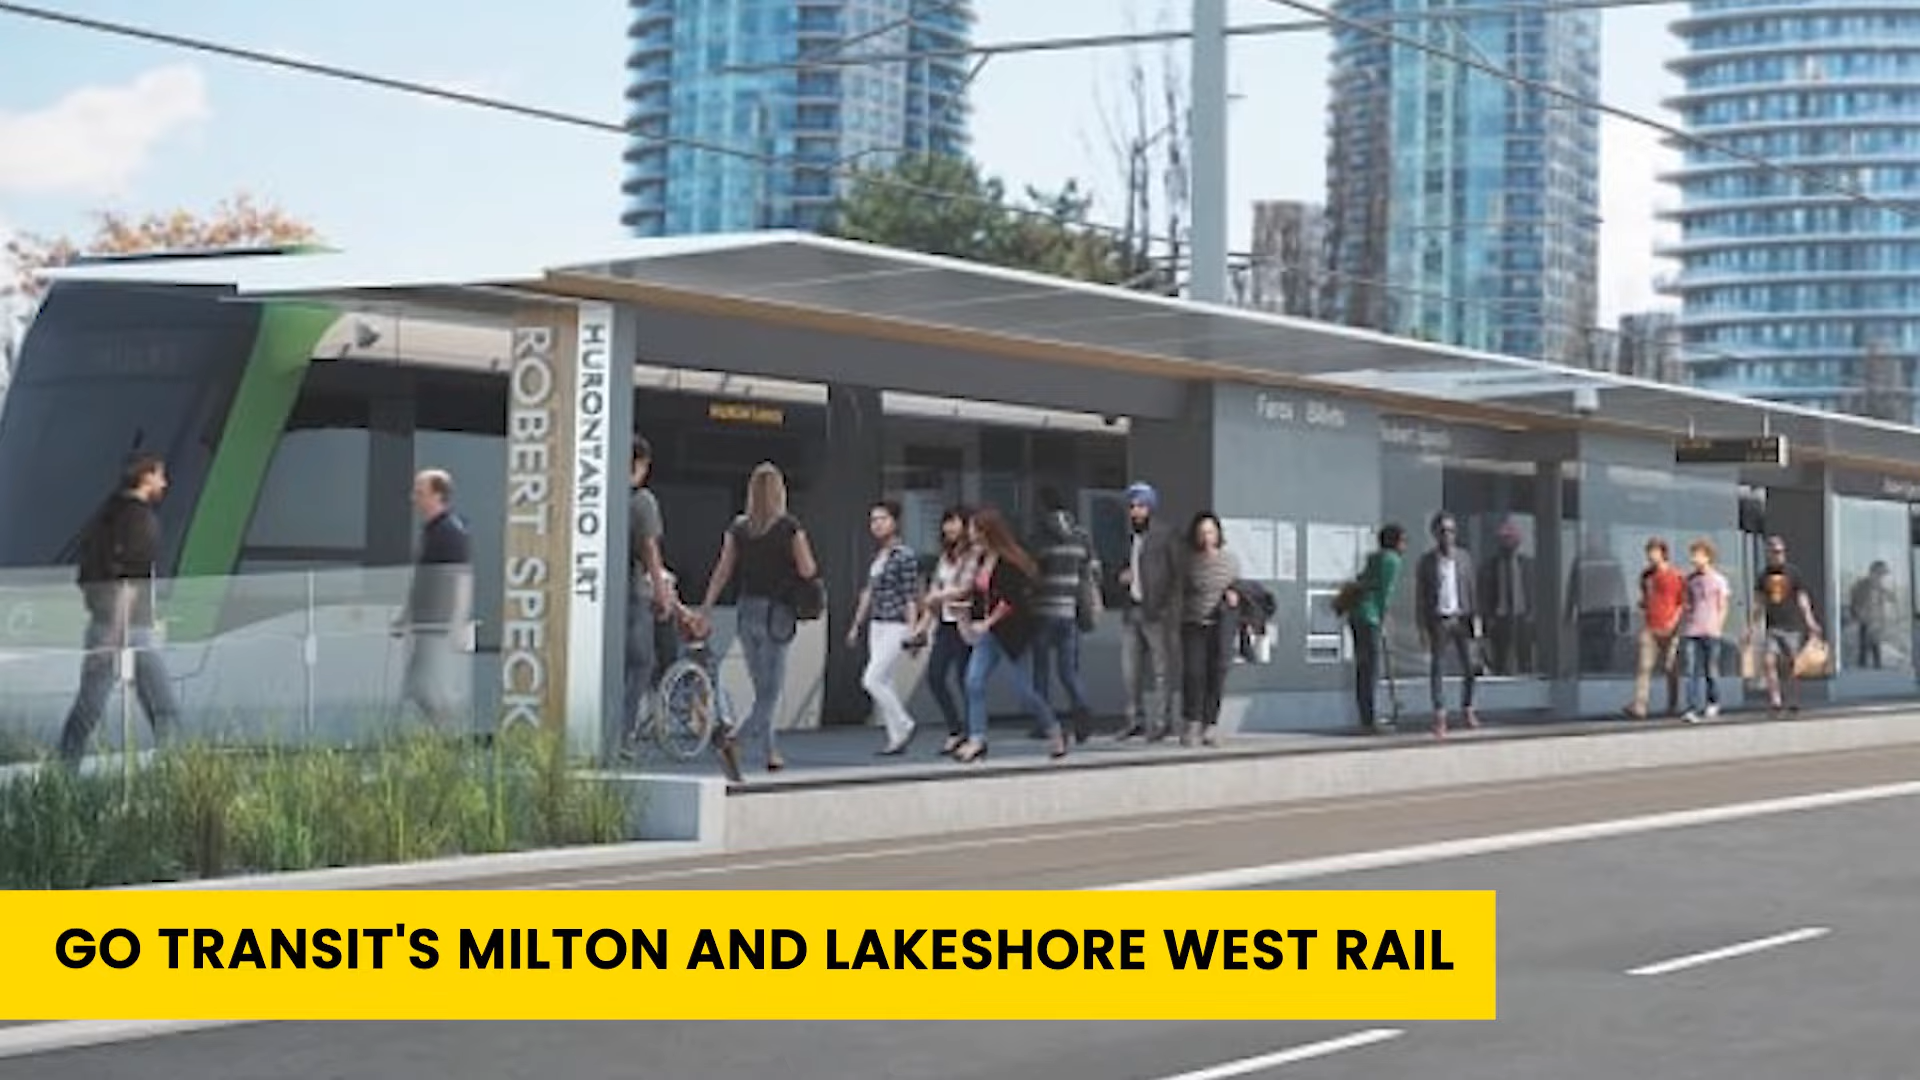 ROBERT SPECK
HURONTARIO LRT
GO TRANSIT'S MILTON AND LAKESHORE WEST RAIL